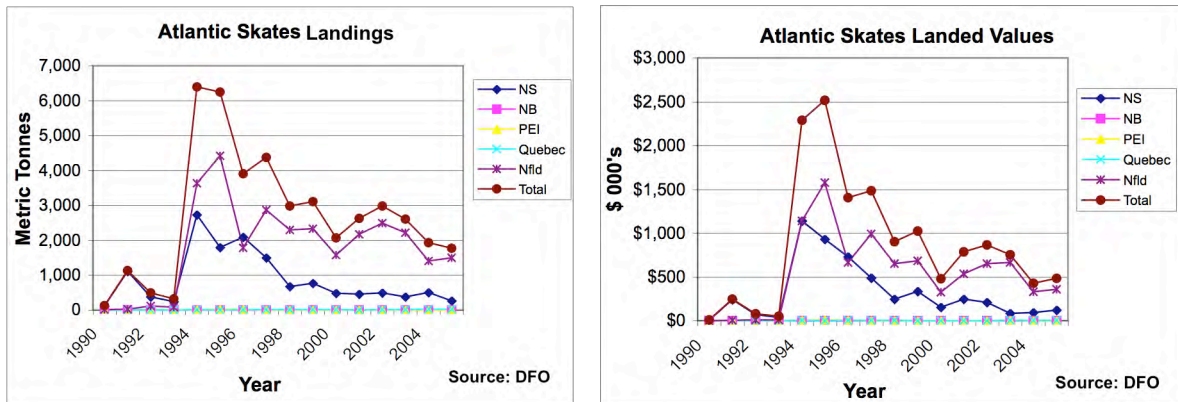 Atlantic Skates Landings
7,000
6,000
5,000
4,000
3,000
2,000
1,000
0
Metric Tonnes
1990
1992
1994
1996
1998
2000
2002
2004
Year
Source: DFO
NS
NB
PEI
Quebec
Nfld
Total
Atlantic Skates Landed Values
$3,000
$2,500
$2,000
$1,500
$1,000
$500
$0
$ 000's
1990
1992
1994
1996
1998
2000
2002
2004
Year
Source: DFO
NS
NB
PEI
Quebec
Nfld
Total